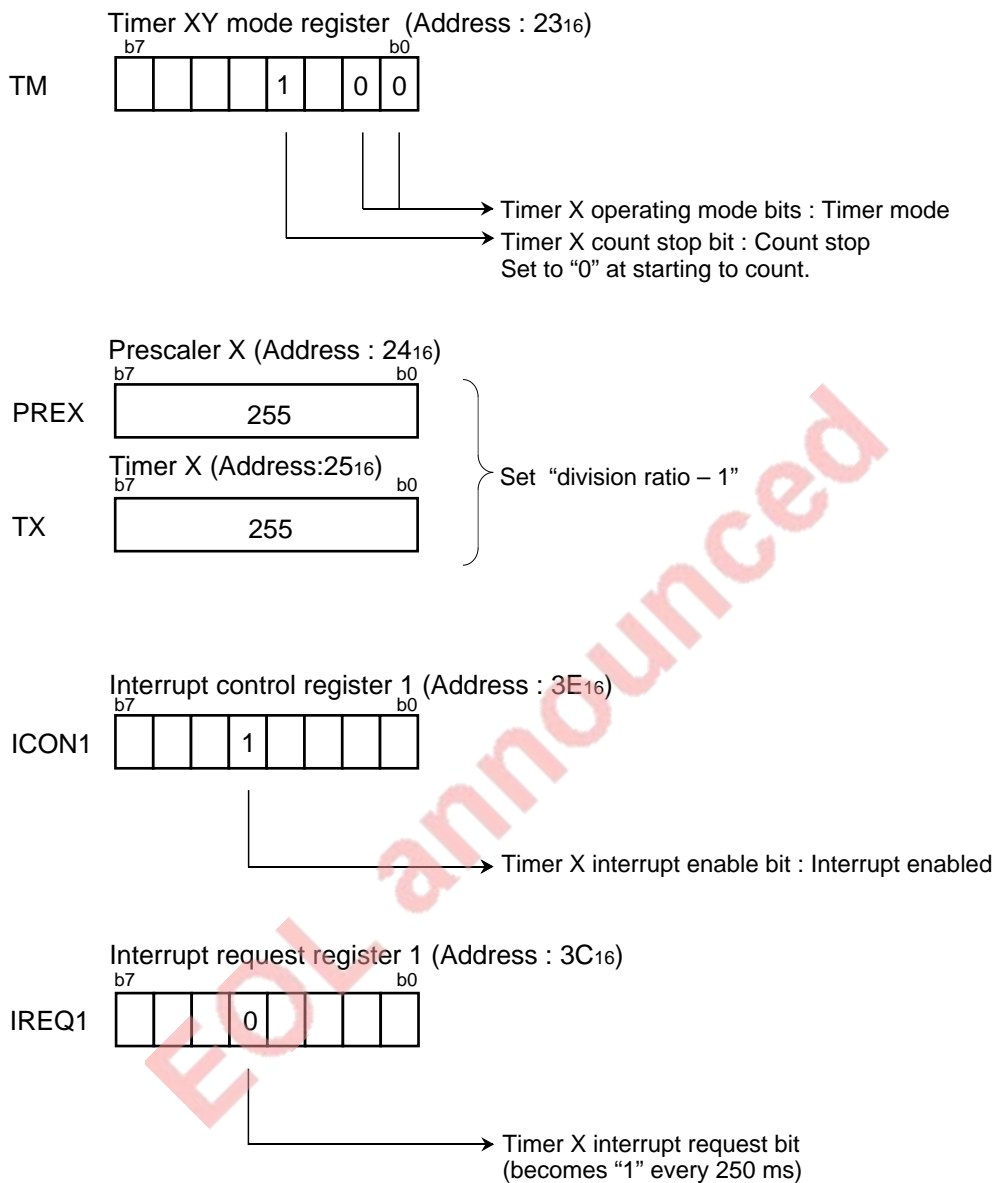 Timer XY mode register (Address : 2316)
b7 b0
TM 1 0 0
Timer X operating mode bits : Timer mode
Timer X count stop bit : Count stop
Set to “0” at starting to count.
Prescaler X (Address : 2416)
b7 b0
PREX 255
Timer X (Address:2516)
b7 b0
TX 255
Set “division ratio – 1”
Interrupt control register 1 (Address : 3E16)
b7 b0
ICON1 1
Timer X interrupt enable bit : Interrupt enabled
Interrupt request register 1 (Address : 3C16)
b7 b0
IREQ1 0
Timer X interrupt request bit
(becomes “1” every 250 ms)
EOL announced